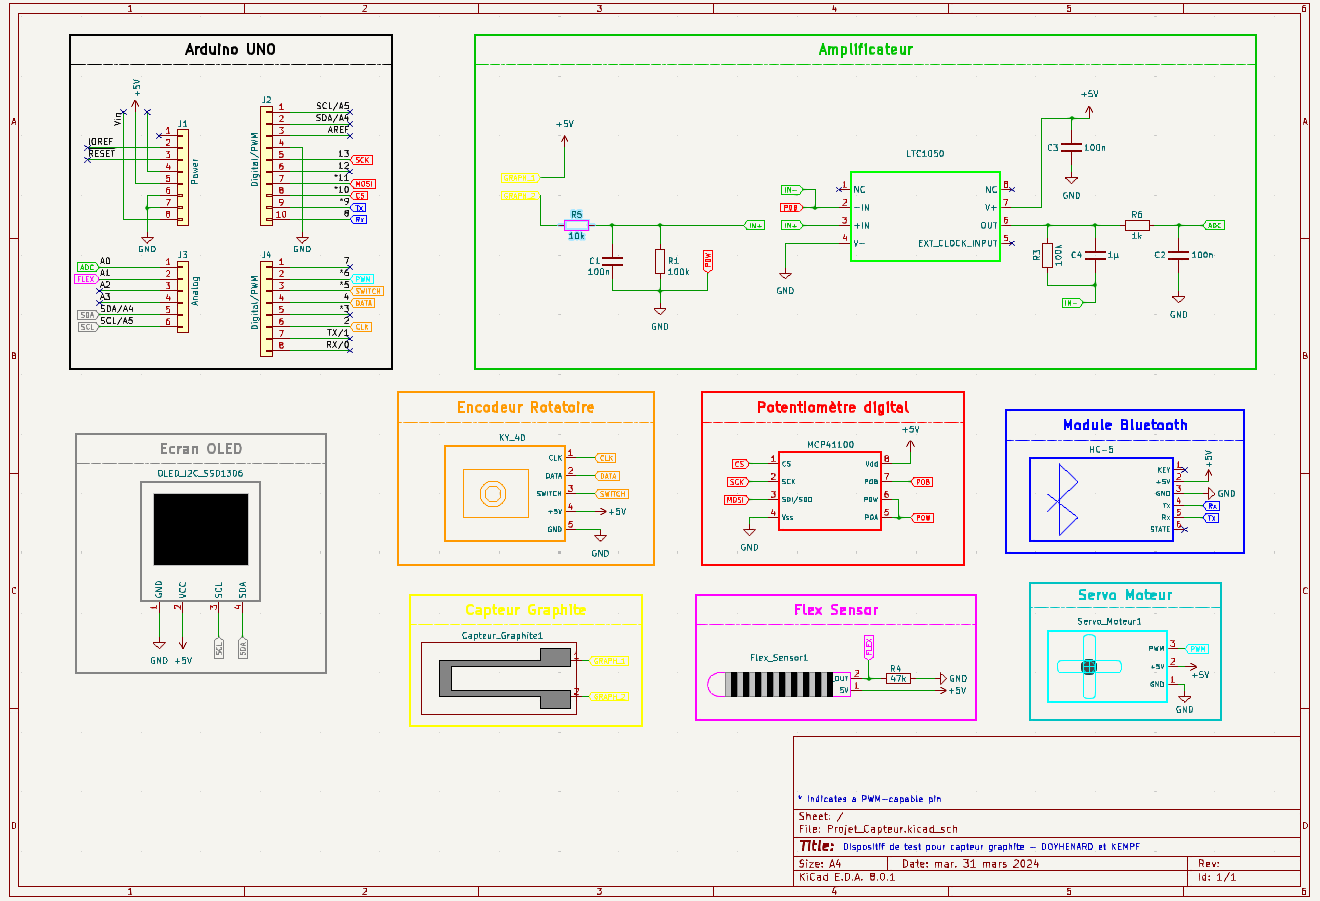 1 2 3 4 5 6
A
B
C
D
A
B
C
D
Arduino UNO
+5V
Vin
IOREF
RESET
J1
Power
1
2
3
4
5
6
7
8
GND
J2
Digital/PWM
1 SCL/A5
2 SDA/A4
3 AREF
4
5 13 SCK
6 12
7 *11 MOSI
8 *10 CS
9 *9 Tx
10 8 Rx
GND
J3
Analog
ADC A0 1
FLEX A1 2
A2 3
A3 4
SDA SDA/A4 5
SCL SCL/A5 6
J4
Digital/PWM
1 7
2 *6 PWM
3 *5 SWITCH
4 4 DATA
5 *3
6 2 CLK
7 TX/1
8 RX/0
Amplificateur
+5V
R5
10k
C1
100n
R1
100k
POW
GND
IN+
LTC1050
IN-
POB
IN+
1 NC
2 -IN
3 +IN
4 V-
NC 8
V+ 7
OUT 6
EXT_CLOCK_INPUT 5
GND
+5V
C3 100n
GND
R3
100k
C4 1µ
IN-
R6
1k
C2 100n
GND
ADC
Encodeur Rotatoire
KY_40
CLK 1 CLK
DATA 2 DATA
SWITCH 3 SWITCH
+5V 4 +5V
GND 5
GND
Potentiomètre digital
MCP41100
+5V
CS 1 CS
SCK 2 SCK
MOSI 3 SDI/SDO
4 Vss
GND
Vdd 8
POB 7 POB
POW 6
POA 5 POW
Module Bluetooth
HC-5
KEY 1
+5V 2 +5V
GND 3 GND
Tx 4 Rx
Rx 5 Tx
STATE 6
Ecran OLED
OLED_I2C_SSD1306
GND VCC SCL SDA
1 2 3 4
SCL SDA
GND +5V
Capteur Graphite
Capteur_Graphite1
1
2
Flex Sensor
Flex_Sensor1
FLEX
OUT 2
R4
47k
GND
5V 1
+5V
Servo Moteur
Servo_Moteur1
PWM 3 PWM
+5V 2 +5V
GND 1
GND
* Indicates a PWM-capable pin
Sheet: /
File: Projet_Capteur.kicad_sch
Title: Dispositif de test pour capteur graphite - DOYHENARD et KEMPF
Size: A4 Date: mar. 31 mars 2024 Rev:
KiCad E.D.A. 8.0.1 Id: 1/1
1 2 3 4 5 6